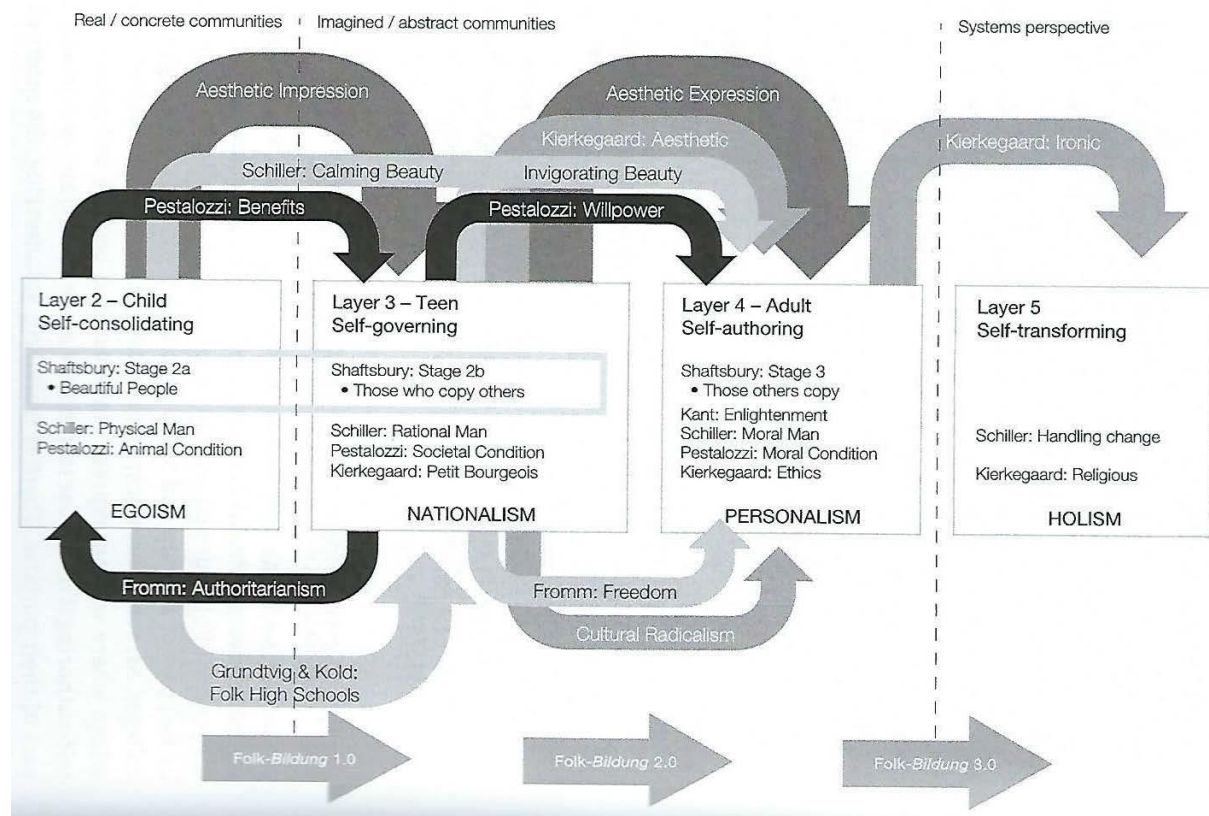 Real / concrete communities
Imagined / abstract communities
Systems perspective
Aesthetic Impression
Aesthetic Expression
Kierkegaard: Aesthetic
Kierkegaard: Ironic
Schiller: Calming Beauty
Invigorating Beauty
Pestalozzi: Benefits
Pestalozzi: Willpower
Layer 2 – Child
Self-consolidating
Shaftsbury: Stage 2a
• Beautiful People
Schiller: Physical Man
Pestalozzi: Animal Condition
EGOISM
Layer 3 – Teen
Self-governing
Shaftsbury: Stage 2b
• Those who copy others
Schiller: Rational Man
Pestalozzi: Societal Condition
Kierkegaard: Petit Bourgeois
NATIONALISM
Layer 4 – Adult
Self-authoring
Shaftsbury: Stage 3
• Those others copy
Kant: Enlightenment
Schiller: Moral Man
Pestalozzi: Moral Condition
Kierkegaard: Ethics
PERSONALISM
Layer 5
Self-transforming
Schiller: Handling change
Kierkegaard: Religious
HOLISM
Fromm: Authoritarianism
Fromm: Freedom
Cultural Radicalism
Grundtvig & Kold:
Folk High Schools
Folk-Bildung 1.0
Folk-Bildung 2.0
Folk-Bildung 3.0